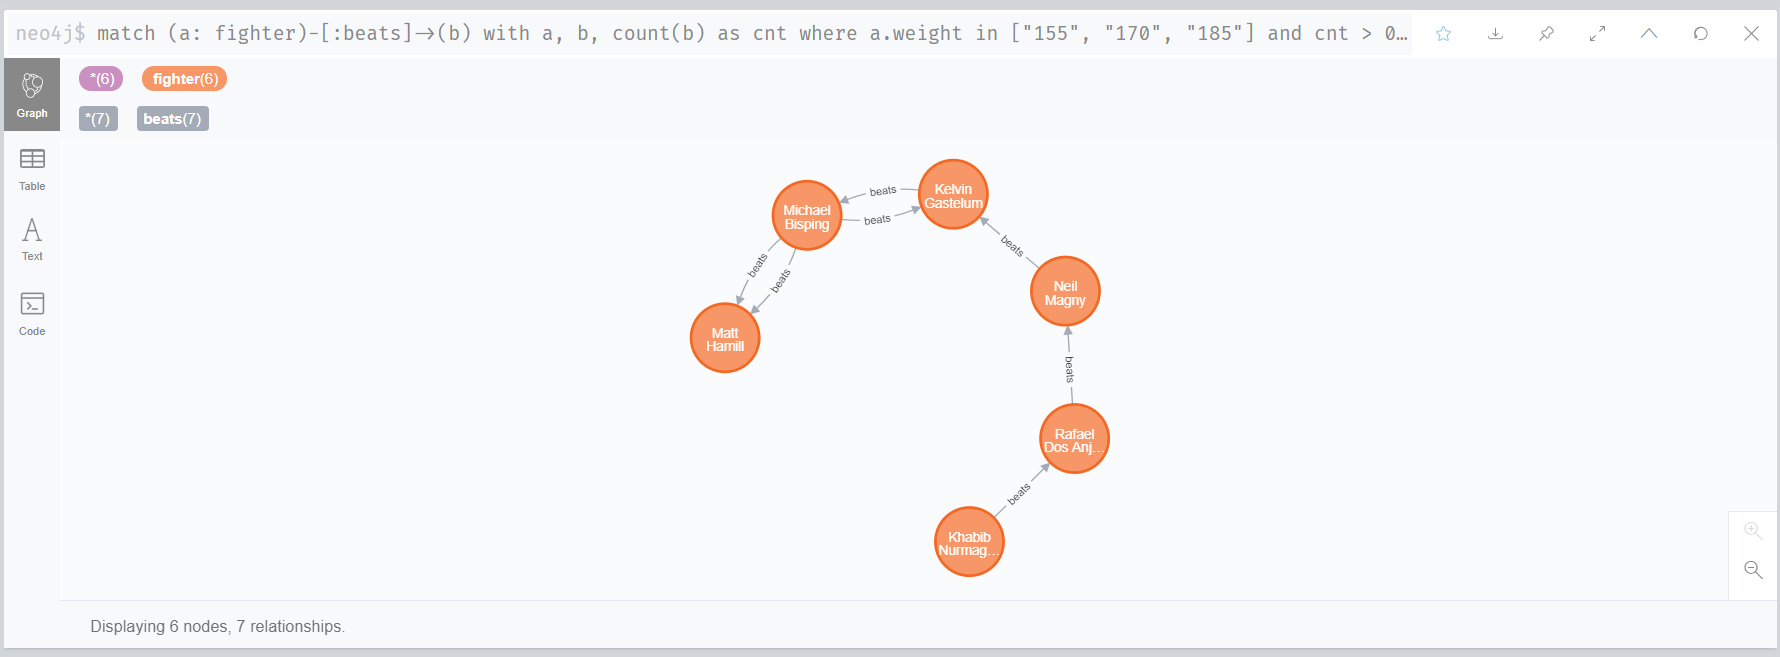 neo4j$ match (a: fighter)-[:beats]→(b) with a, b, count(b) as cnt where a.weight in ["155", "170", "185"] and cnt > 0…
*(6) fighter(6)
*(7) beats(7)
Graph
Table
Text
Code
Kelvin
Gastelum
beats
Michael
Bisping
beats
beats
beats
beats
Neil
Magny
Matt
Hamill
beats
Rafael
Dos Anj…
beats
Khabib
Nurmag…
Displaying 6 nodes, 7 relationships.